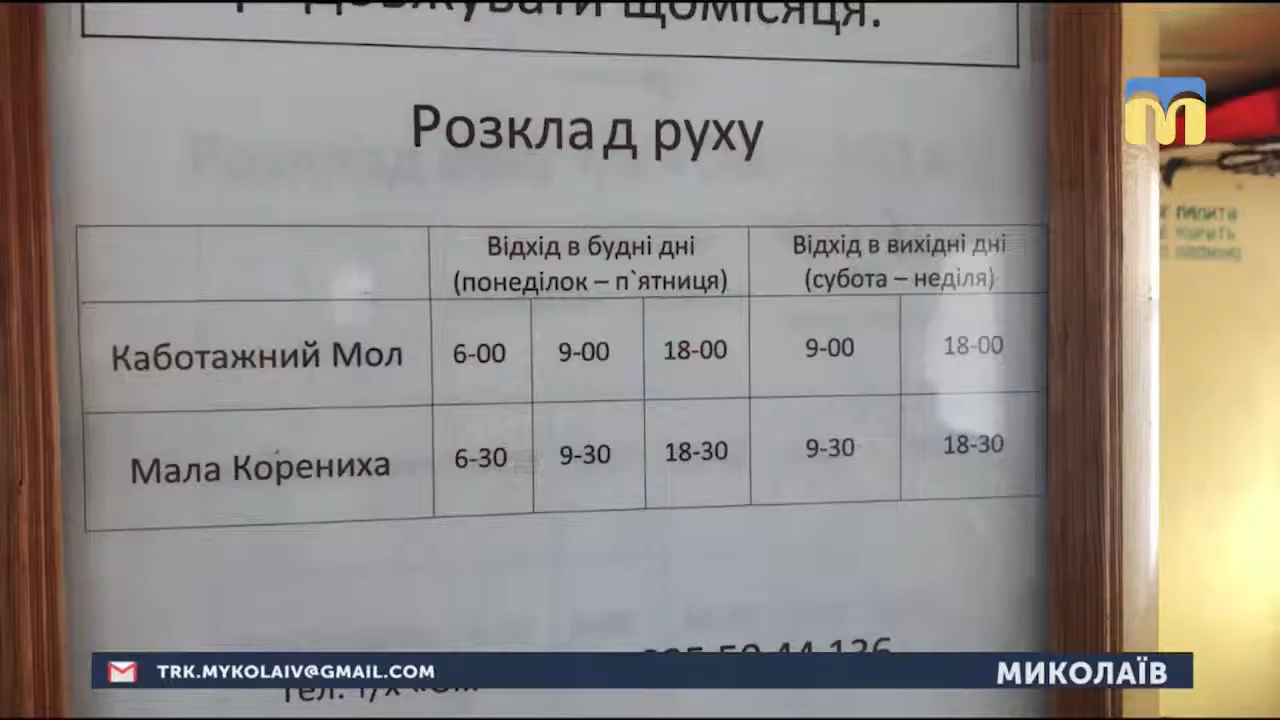 щомісяця.
Розклад руху
Відхід в будні дні
(понеділок – п`ятниця)
Відхід в вихідні дні
(субота – неділя)
Каботажний Мол 6-00 9-00 18-00 9-00 18-00
Мала Корениха 6-30 9-30 18-30 9-30 18-30
TRK.MYKOLAIV@GMAIL.COM
МИКОЛАЇВ